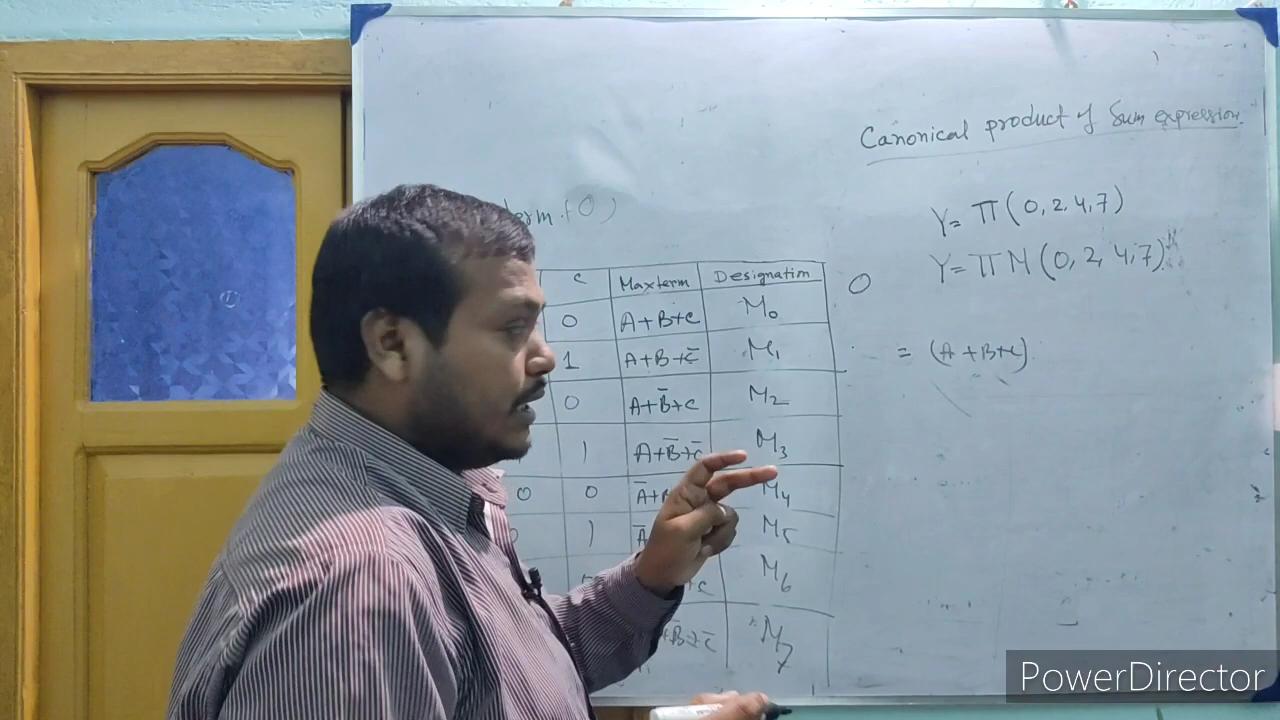 Canonical product of Sum expression
term (0)
Y= π(0,2,4,7)
Y= π M(0,2,4,7)
C Maxterm Designation
0 A+B+C M₀
0
1 A+B+C̅ M₁
= (A+B+C).
0 A+B̅+C M₂
1 A+B̅+C̅ M₃
0 0 M₄
1 M₅
C M₆
B̅+C̅ M₇
PowerDirector